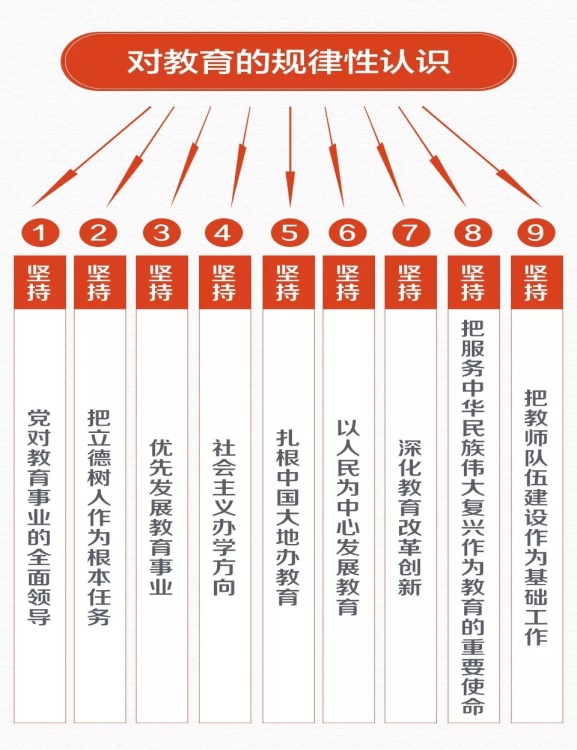 对教育的规律性认识
1
坚持
党对教育事业的全面领导
2
坚持
把立德树人作为根本任务
3
坚持
优先发展教育事业
4
坚持
社会主义办学方向
5
坚持
扎根中国大地办教育
6
坚持
以人民为中心发展教育
7
坚持
深化教育改革创新
8
坚持
把服务中华民族伟大复兴作为教育的重要使命
9
坚持
把教师队伍建设作为基础工作